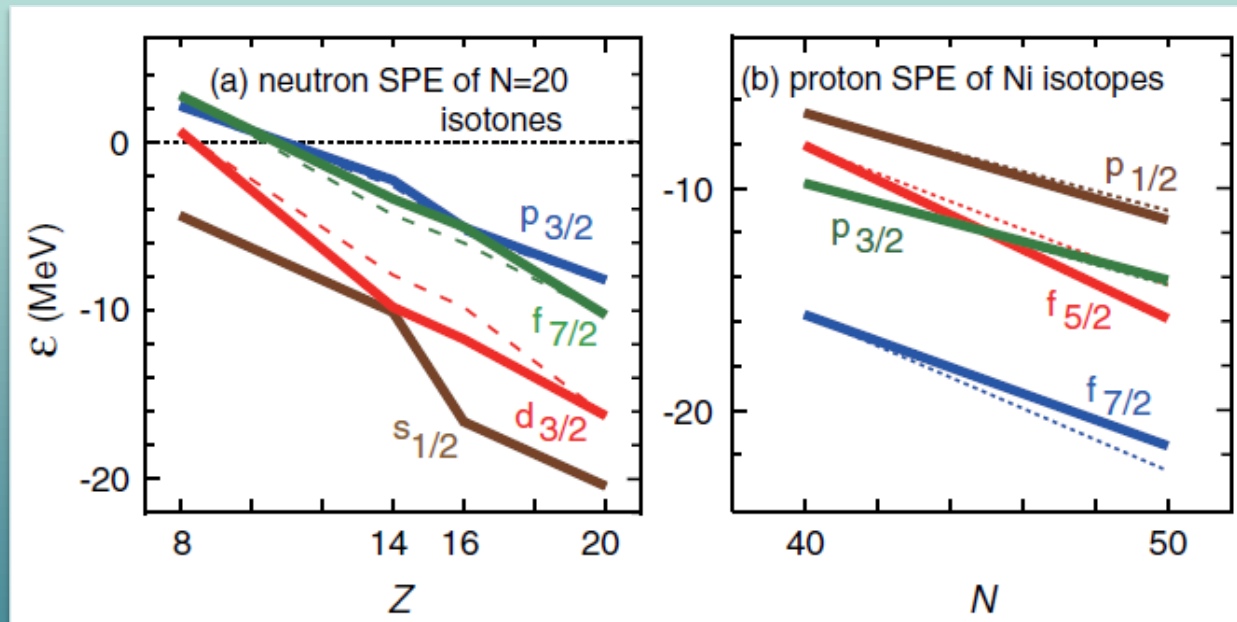 (a) neutron SPE of N=20
isotones
0
-10
-20
ε (MeV)
p 3/2
f 7/2
d 3/2
s 1/2
8
14
16
20
Z
(b) proton SPE of Ni isotopes
-10
-20
p 1/2
p 3/2
f 5/2
f 7/2
40
50
N